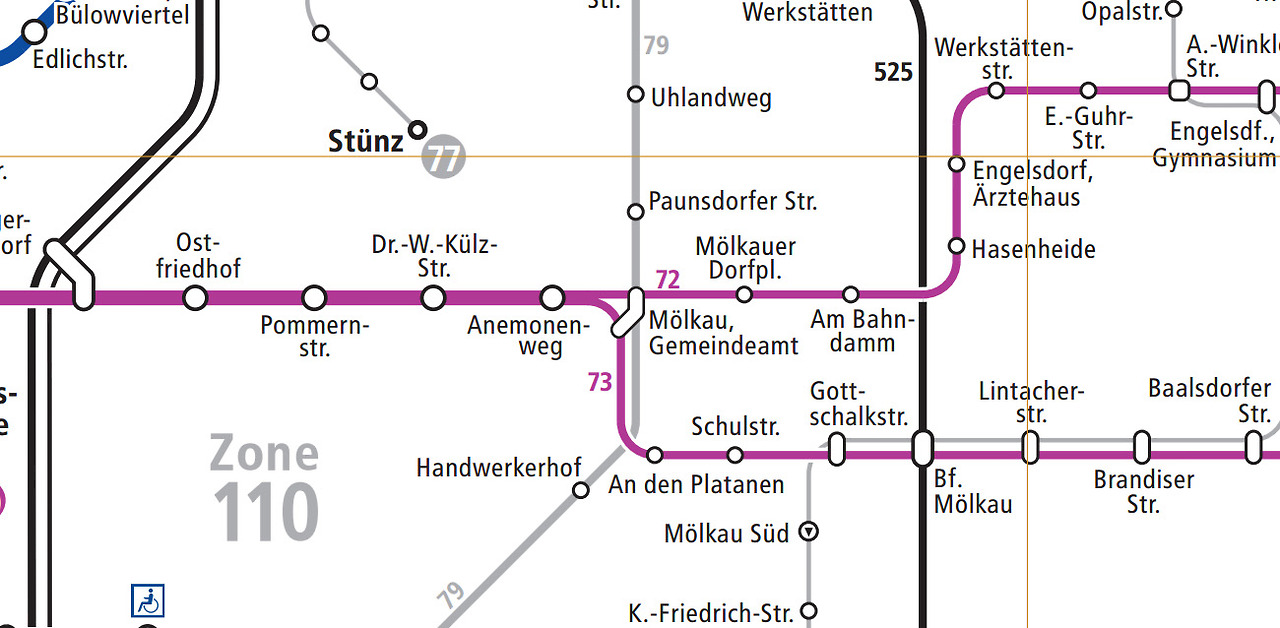 Bülowviertel
Edlichstr.
Str.
79
Werkstätten
525
Opalstr.
Werkstätten-
str.
A.-Winkl
Str.
Uhlandweg
E.-Guhr-
Str.
Engelsdf.,
Gymnasium
Stünz
77
Engelsdorf,
Ärztehaus
Paunsdorfer Str.
Ost-
friedhof
Dr.-W.-Külz-
Str.
Mölkauer
Dorfpl.
Hasenheide
72
Pommern-
str.
Anemonen-
weg
Mölkau,
Gemeindeamt
Am Bahn-
damm
73
Gott-
schalkstr.
Lintacher-
str.
Baalsdorfer
Str.
Schulstr.
Zone
110
Handwerkerhof
An den Platanen
Bf.
Mölkau
Brandiser
Str.
Mölkau Süd
79
K.-Friedrich-Str.